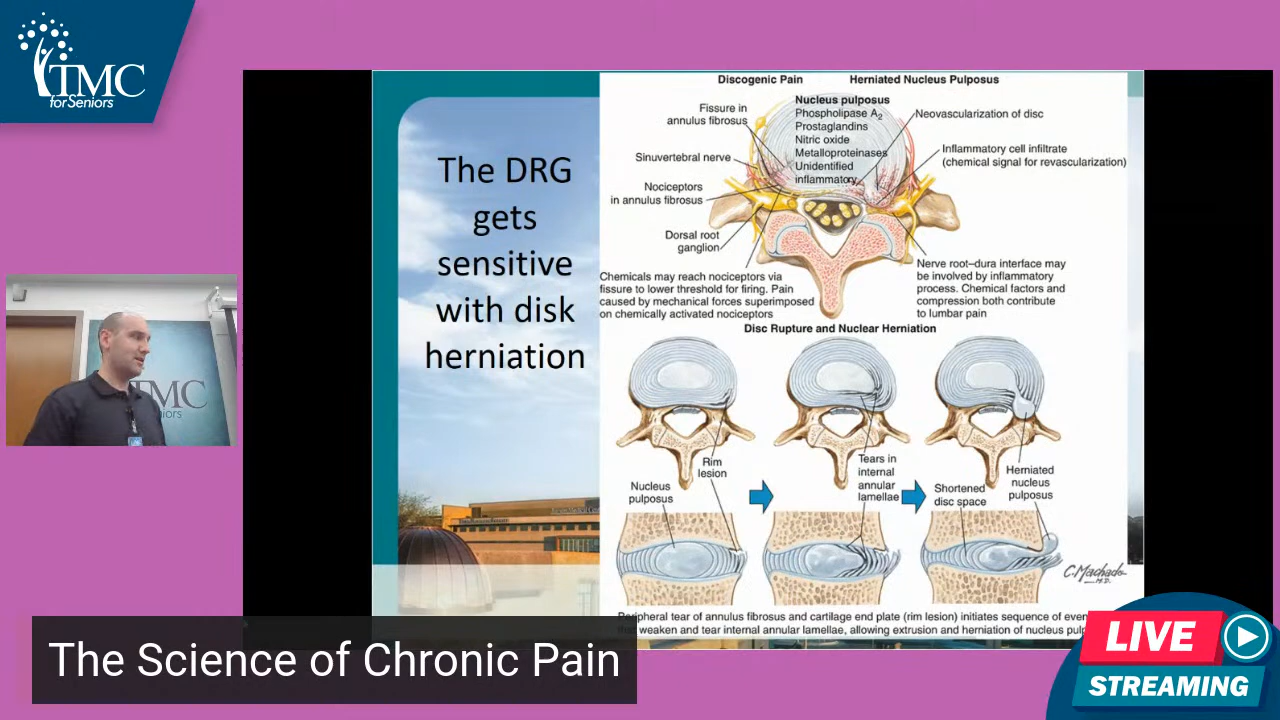 TMC
for Seniors
The DRG
gets
sensitive
with disk
herniation
Discogenic Pain
Herniated Nucleus Pulposus
Fissure in
annulus fibrosus
Sinuvertebral nerve
Nociceptors
in annulus fibrosus
Dorsal root
ganglion
Nucleus pulposus
Phospholipase A2
Prostaglandins
Nitric oxide
Metalloproteinases
Unidentified
inflammatory
Neovascularization of disc
Inflammatory cell infiltrate
(chemical signal for revascularization)
Chemicals may reach nociceptors via
fissure to lower threshold for firing. Pain
caused by mechanical forces superimposed
on chemically activated nociceptors
Nerve root–dura interface may
be involved by inflammatory
process. Chemical factors and
compression both contribute
to lumbar pain
Disc Rupture and Nuclear Herniation
Nucleus
pulposus
Rim
lesion
Tears in
internal
annular
lamellae
Shortened
disc space
Herniated
nucleus
pulposus
C. Machado
M.D.
Peripheral tear of annulus fibrosus and cartilage end plate (rim lesion) initiates sequence of
weaken and tear internal annular lamellae, allowing extrusion and herniation of nucleus
TMC
The Science of Chronic Pain
LIVE
STREAMING